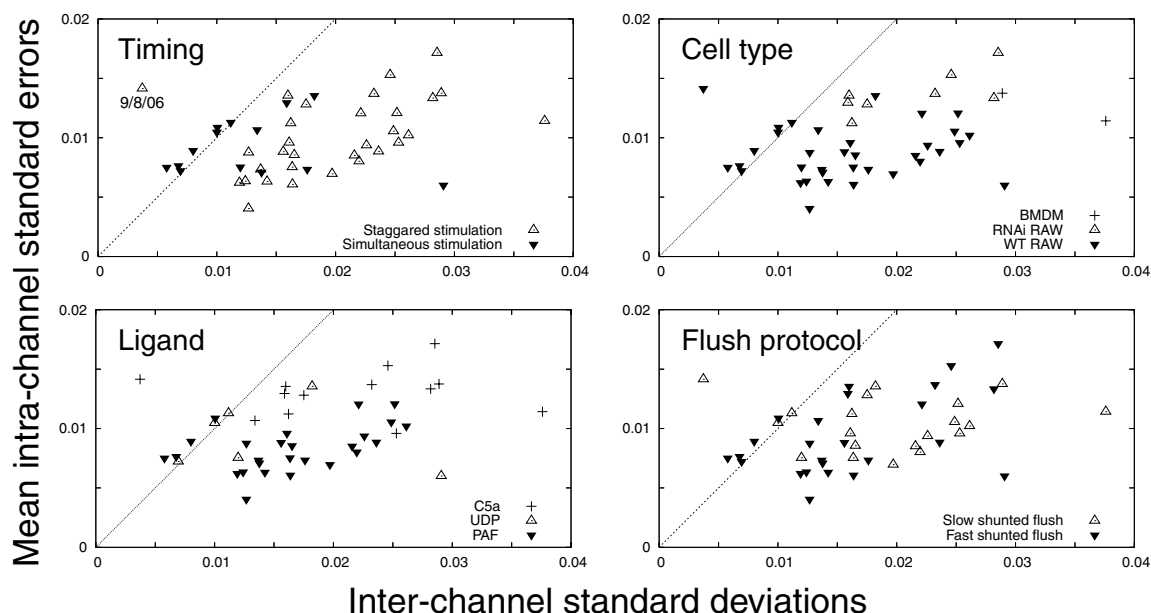 Mean intra-channel standard errors
0.02
Timing
9/8/06
0.01
Staggared stimulation
Simultaneous stimulation
0
0 0.01 0.02 0.03 0.04
0.02
Cell type
0.01
BMDM
RNAi RAW
WT RAW
0
0 0.01 0.02 0.03 0.04
0.02
Ligand
0.01
C5a
UDP
PAF
0
0 0.01 0.02 0.03 0.04
0.02
Flush protocol
0.01
Slow shunted flush
Fast shunted flush
0
0 0.01 0.02 0.03 0.04
Inter-channel standard deviations